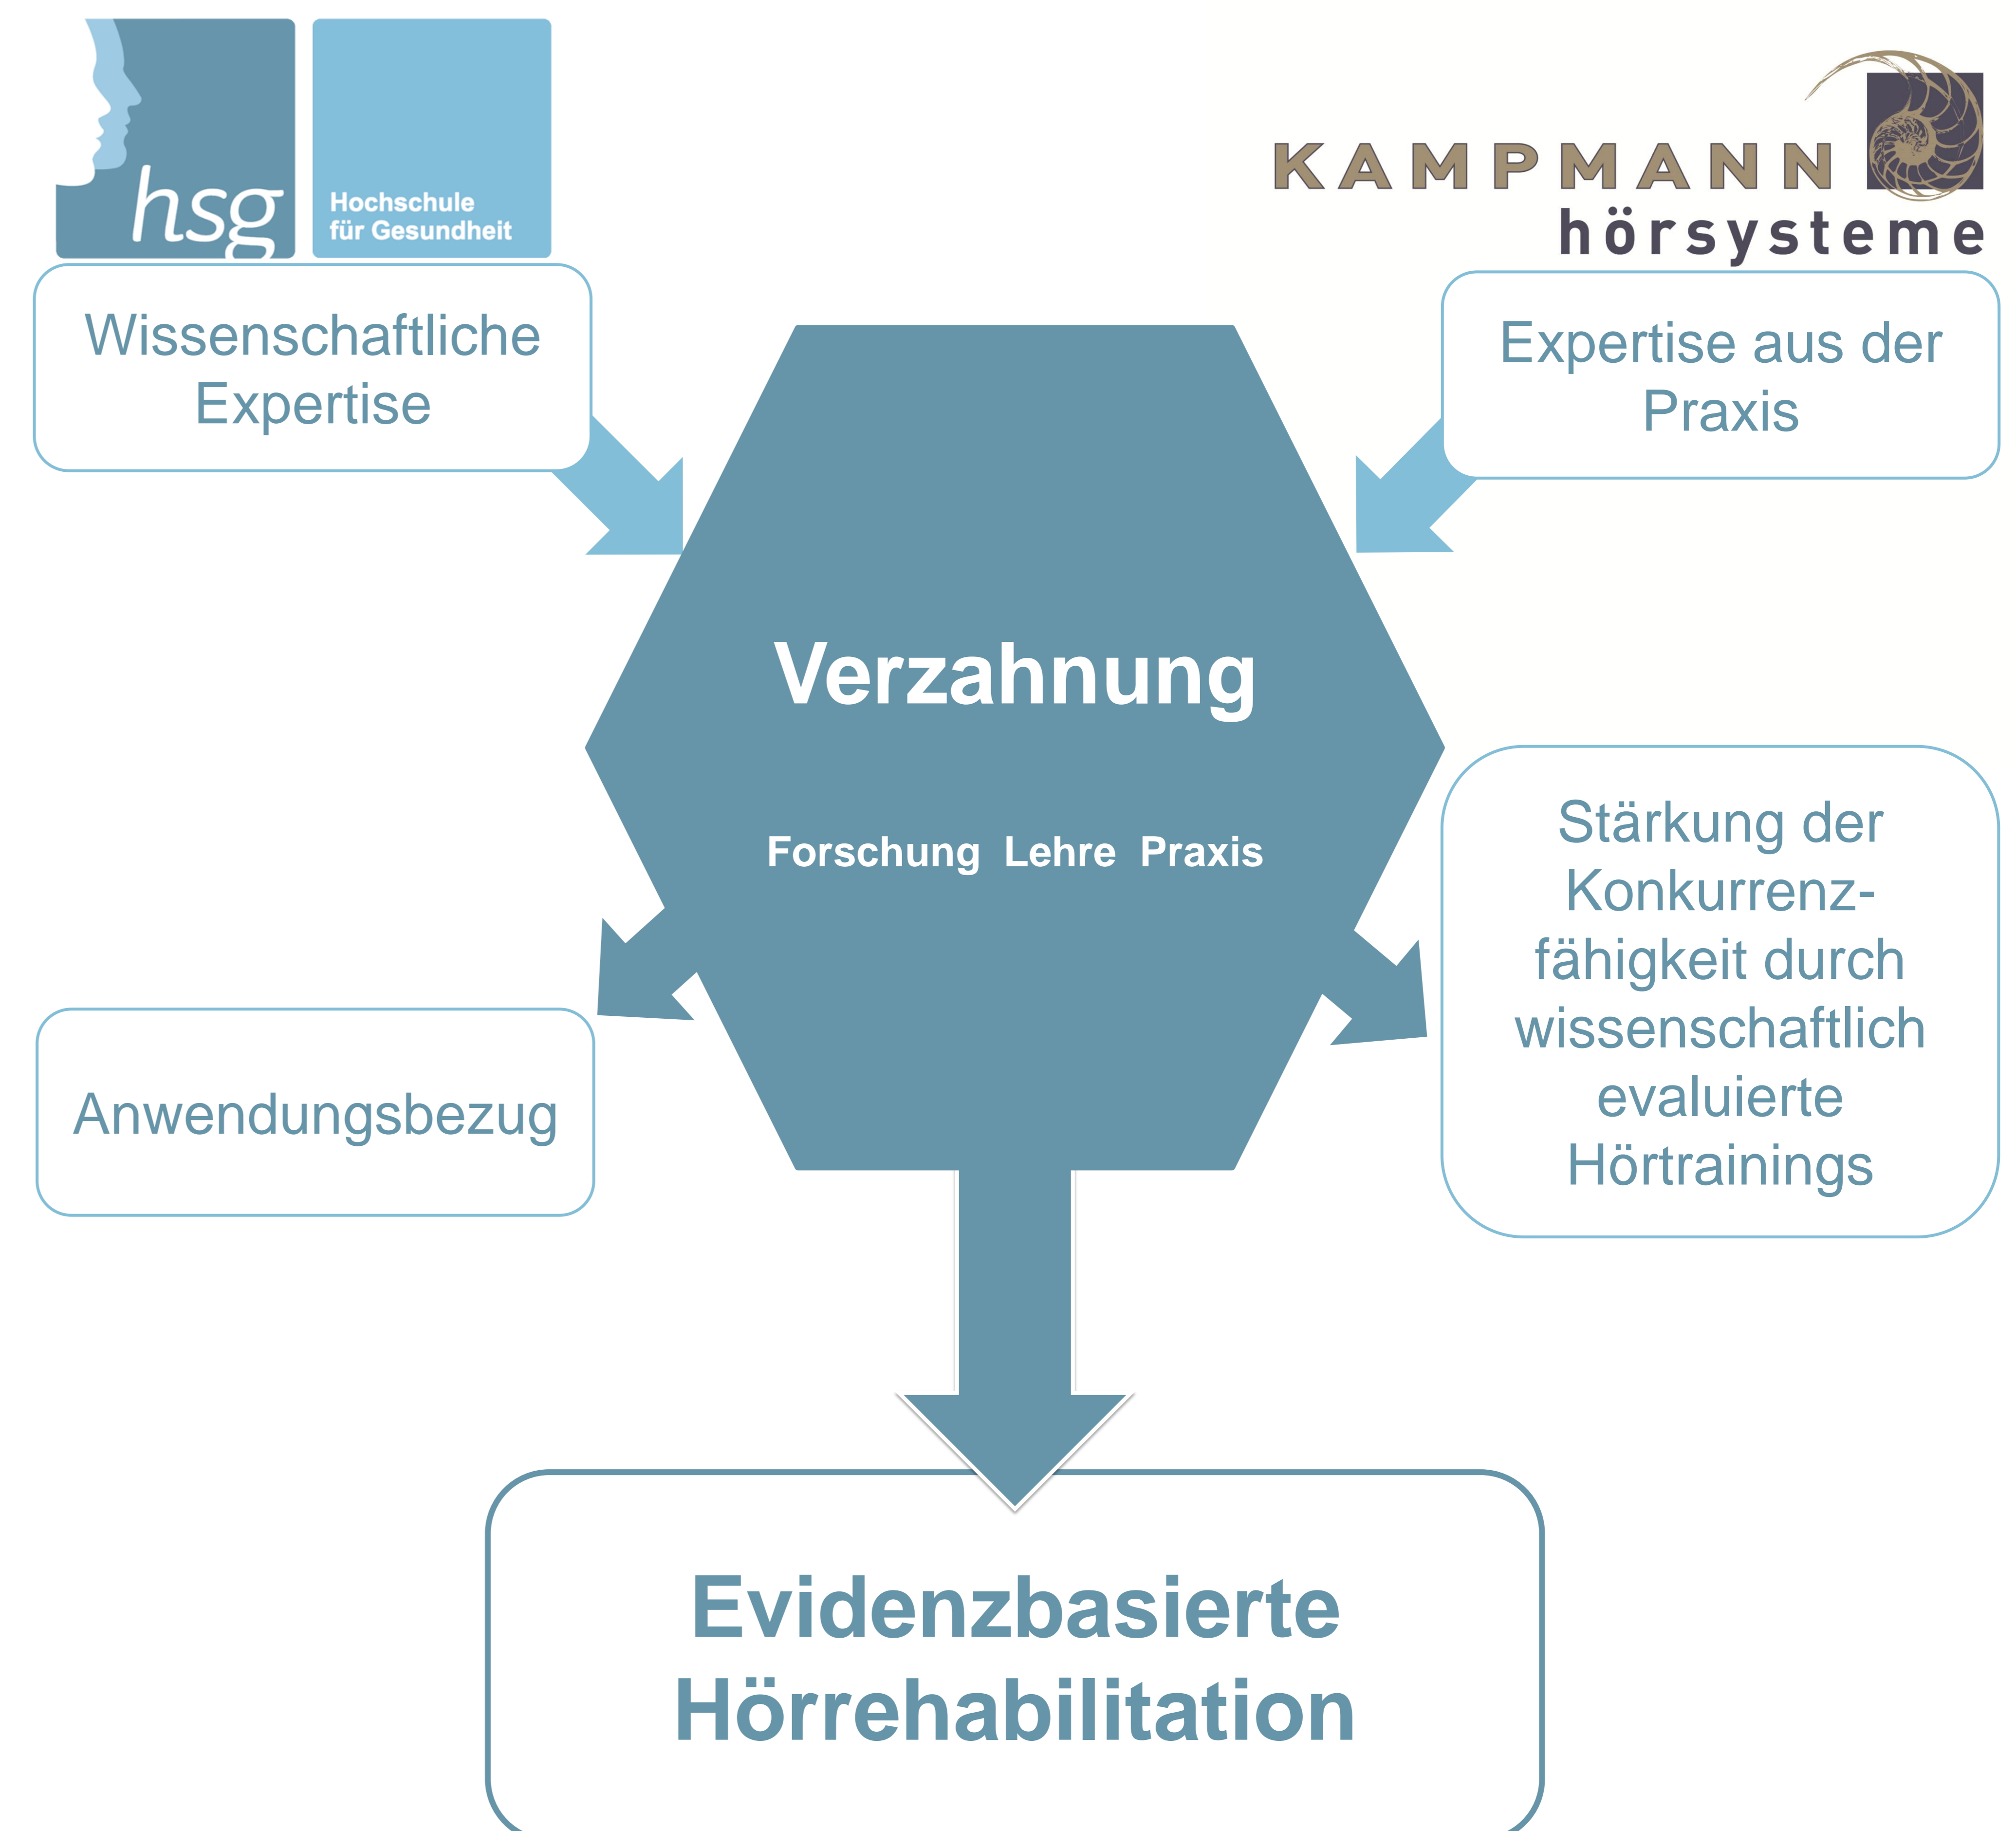 hsg
Hochschule
für Gesundheit
KAMPMANN
hörsysteme
Wissenschaftliche
Expertise
Expertise aus der
Praxis
Verzahnung
Forschung Lehre Praxis
Anwendungsbezug
Stärkung der
Konkurrenz-
fähigkeit durch
wissenschaftlich
evaluierte
Hörtrainings
Evidenzbasierte
Hörrehabilitation